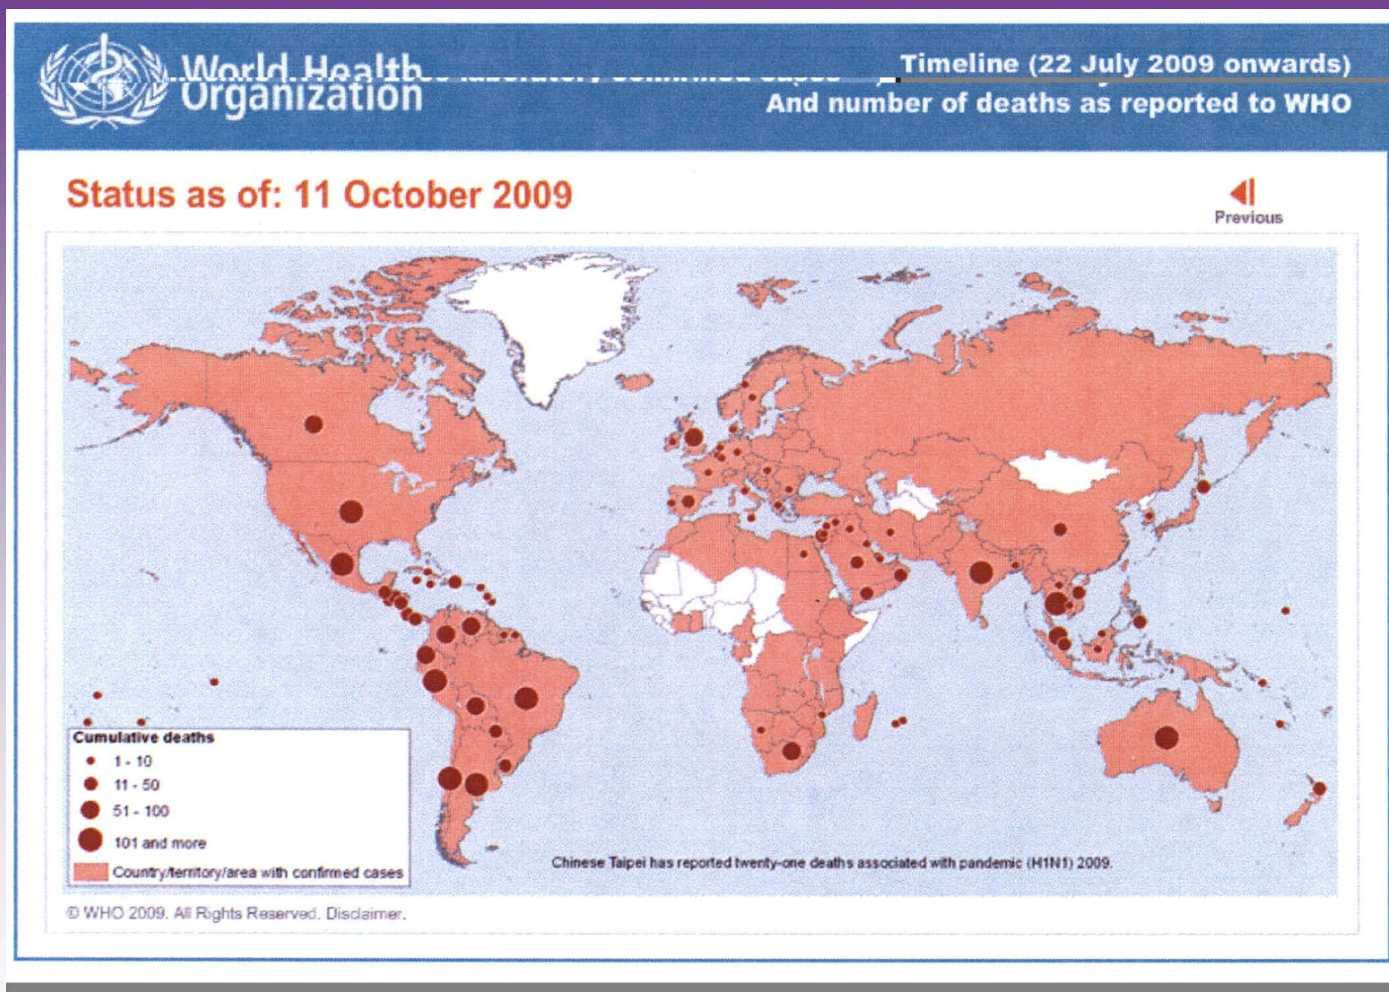 World Health
Organization
laboratory confirmed cases
Timeline (22 July 2009 onwards)
And number of deaths as reported to WHO
Status as of: 11 October 2009
Previous
Cumulative deaths
1 - 10
11 - 50
51 - 100
101 and more
Country/territory/area with confirmed cases
Chinese Taipei has reported twenty-one deaths associated with pandemic (H1N1) 2009.
© WHO 2009. All Rights Reserved. Disclaimer.